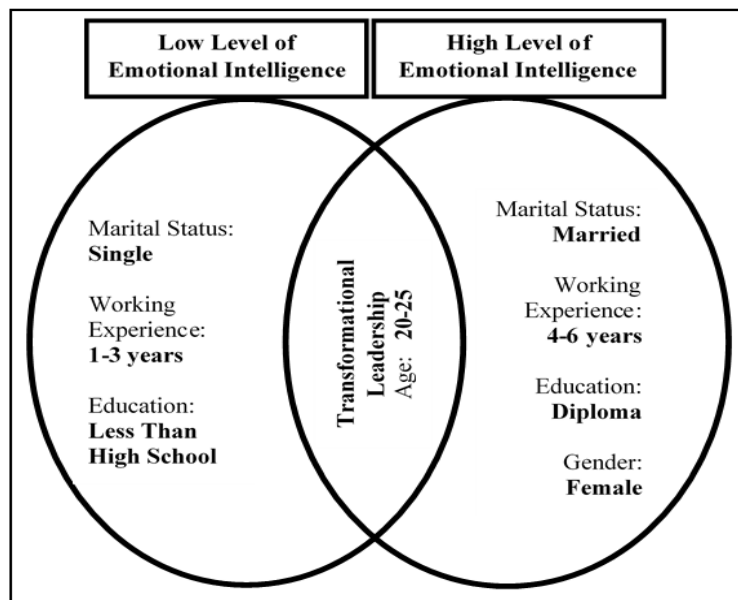 Low Level of
Emotional Intelligence
High Level of
Emotional Intelligence
Marital Status:
Single
Working
Experience:
1-3 years
Education:
Less Than
High School
Transformational
Leadership
Age: 20-25
Marital Status:
Married
Working
Experience:
4-6 years
Education:
Diploma
Gender:
Female